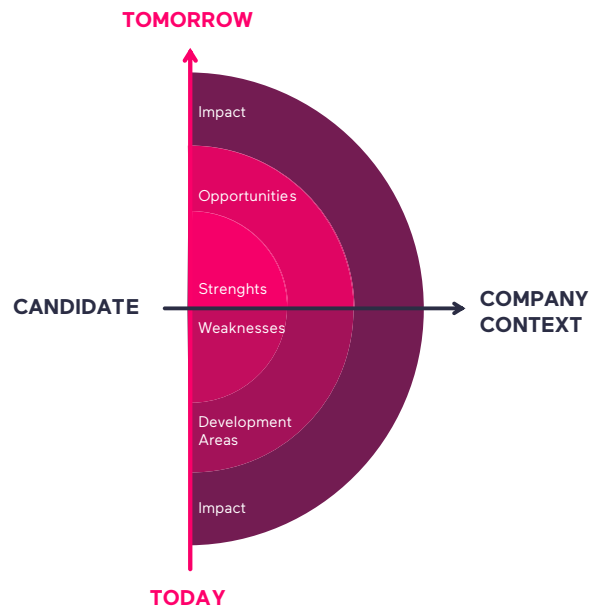 TOMORROW
Impact
Opportunities
Strenghts
CANDIDATE
COMPANY
CONTEXT
Weaknesses
Development
Areas
Impact
TODAY